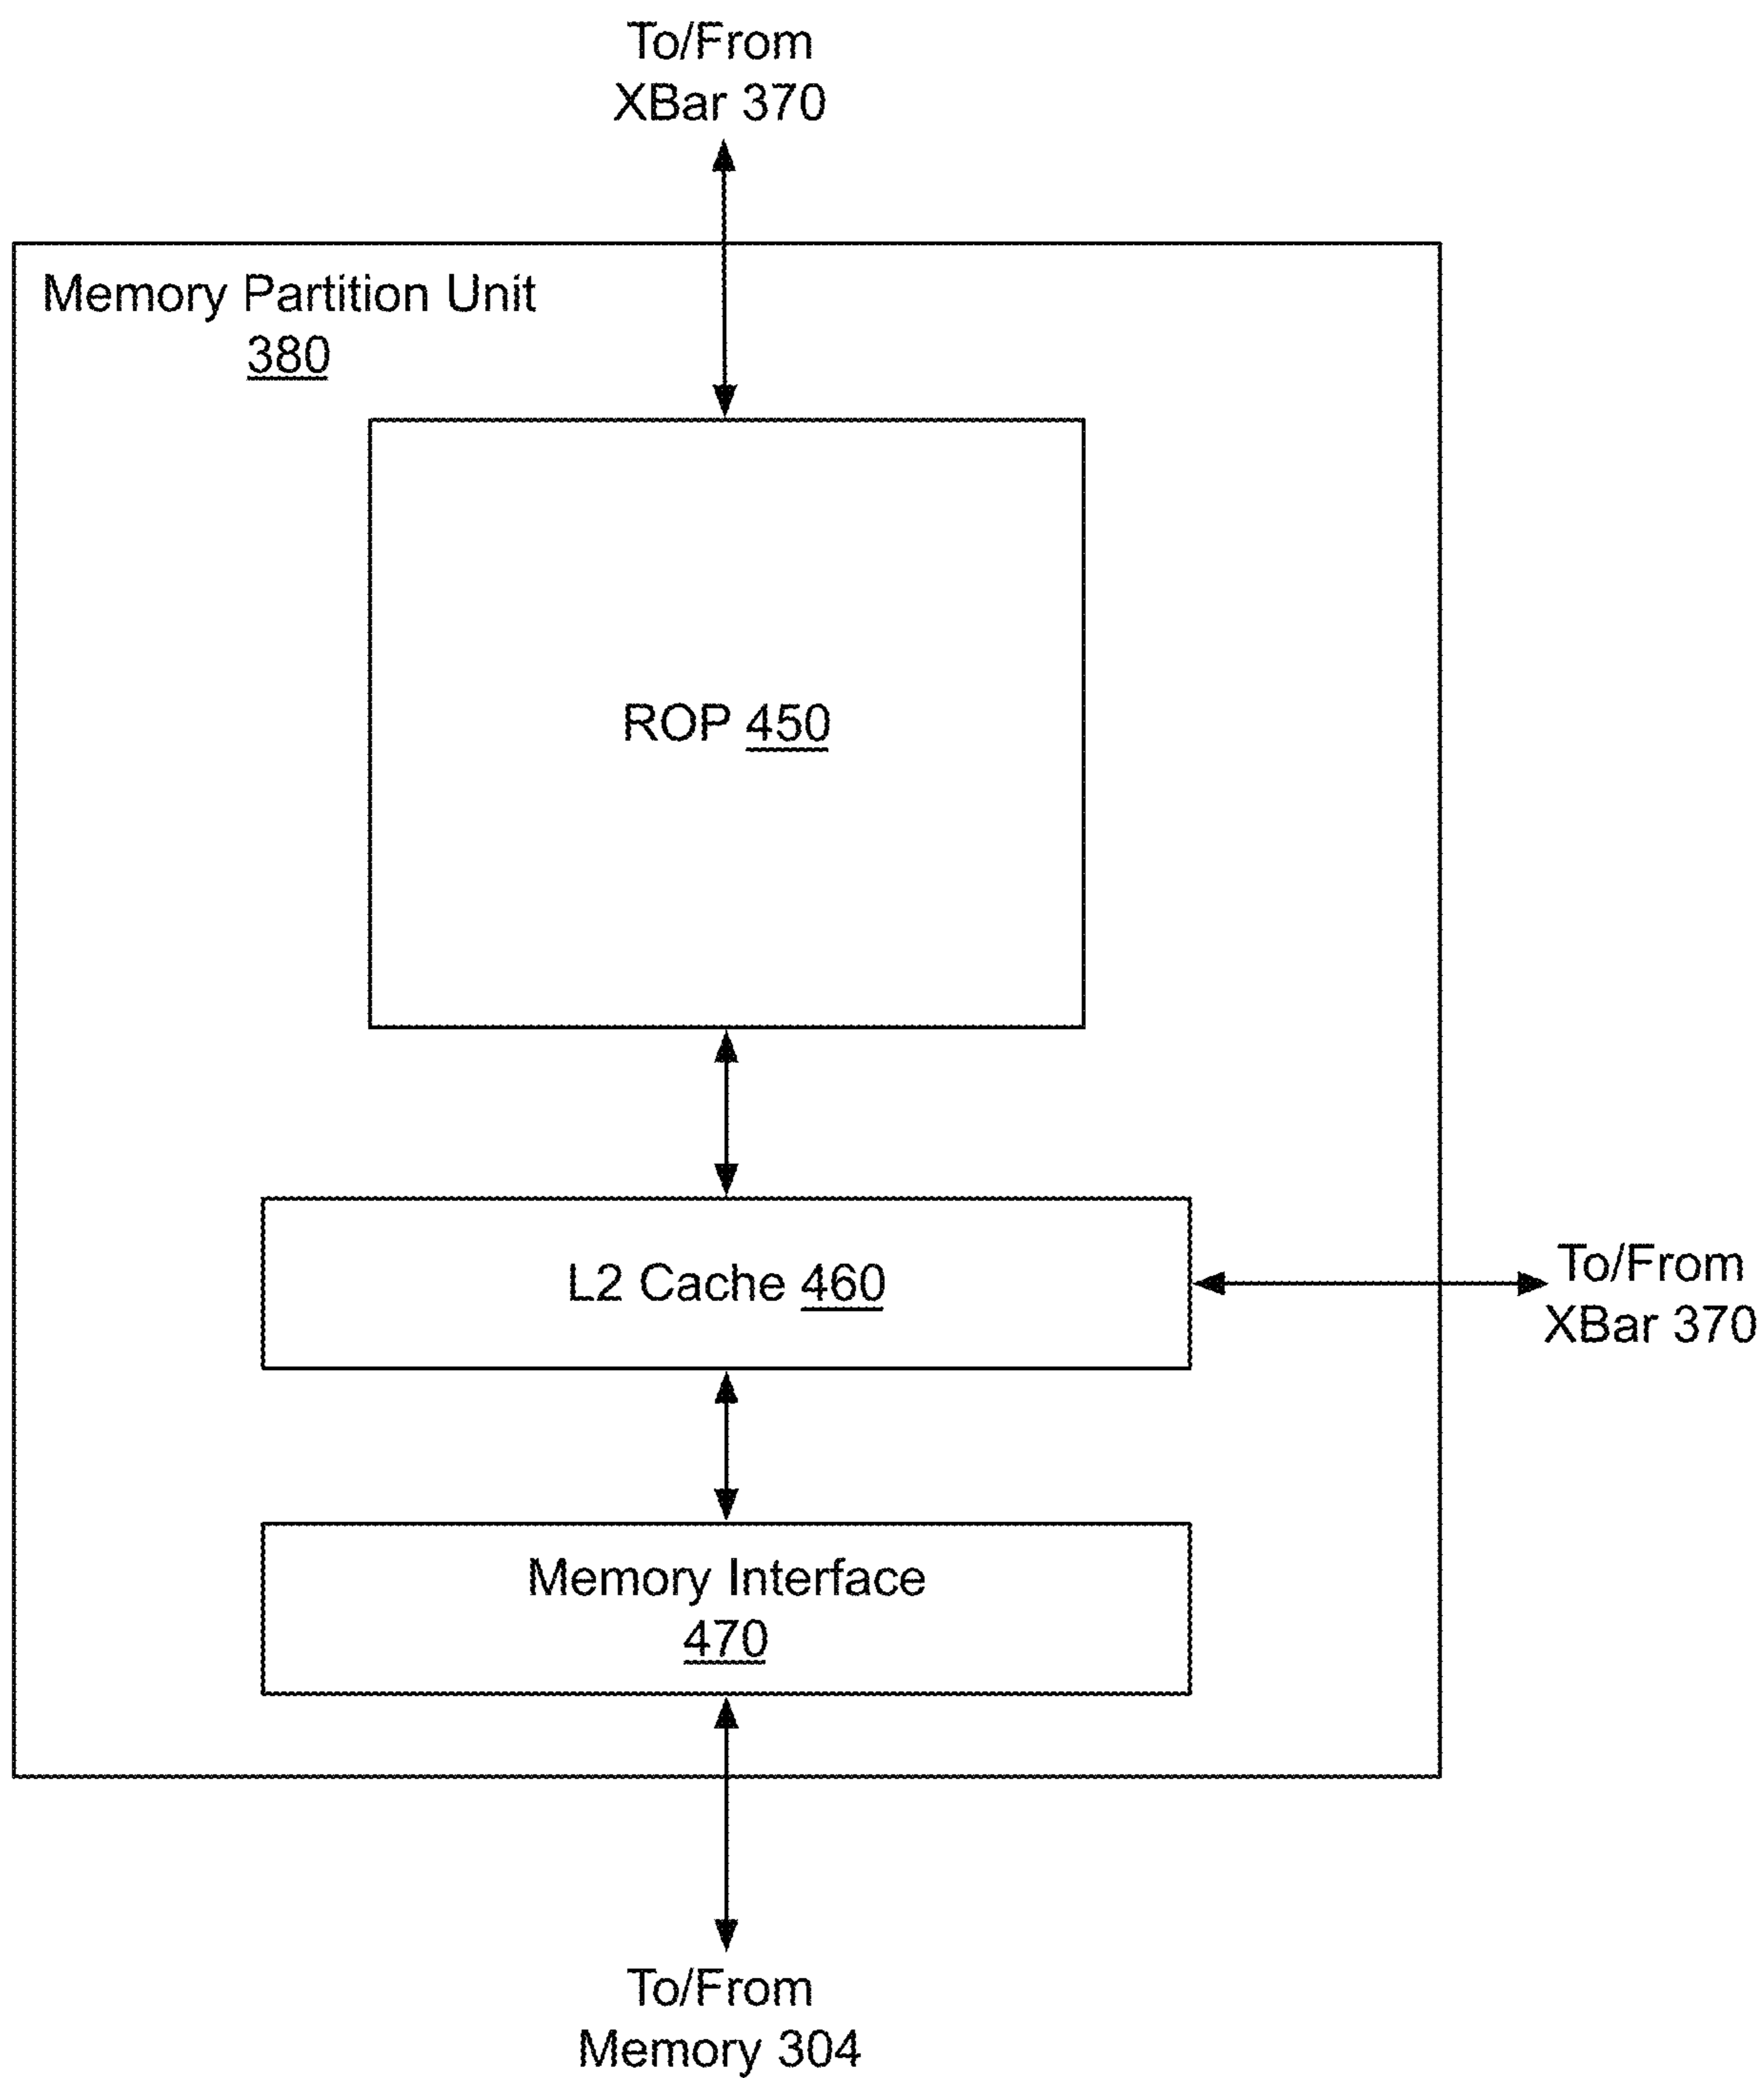 To/From
XBar 370
Memory Partition Unit
380
ROP 450
L2 Cache 460
To/From
XBar 370
Memory Interface
470
To/From
Memory 304